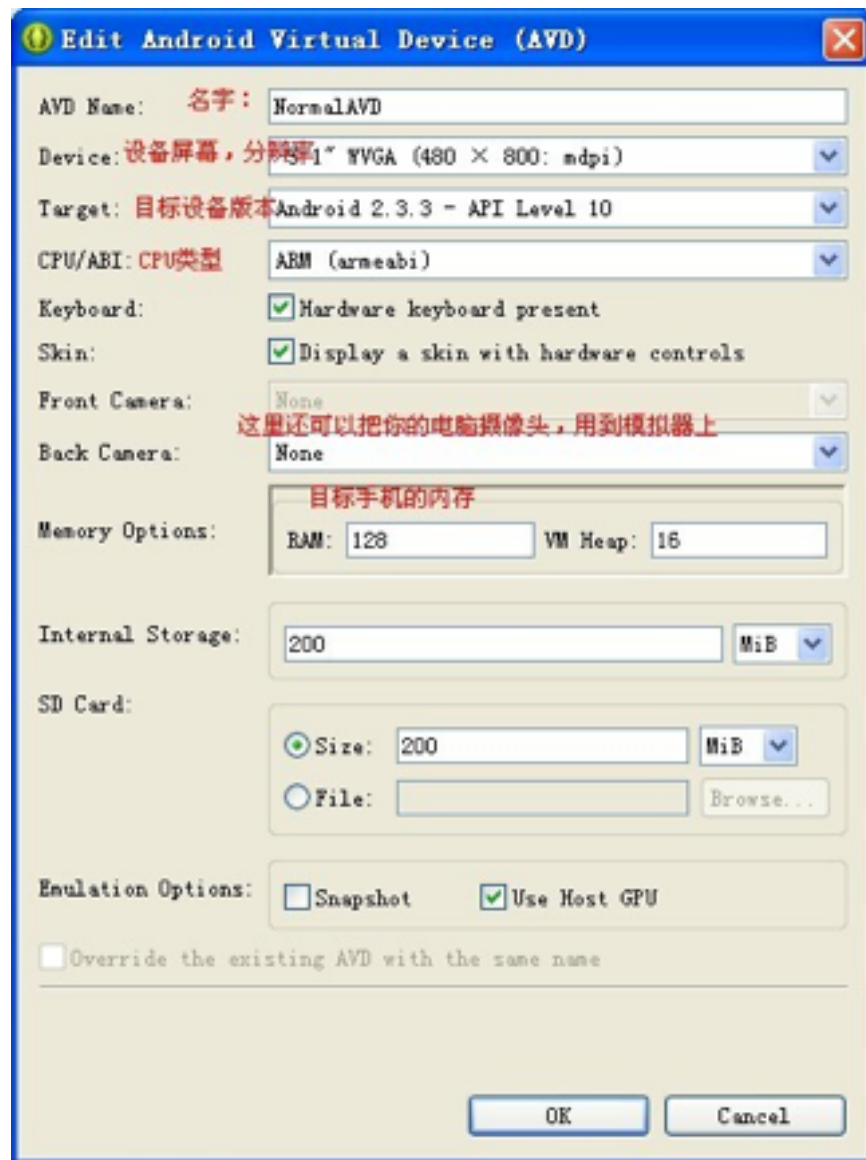 Edit Android Virtual Device (AVD)
AVD Name: 名字： NormalAVD
Device: 设备屏幕，分辨率 1" WVGA (480 × 800: mdpi)
Target: 目标设备版本 Android 2.3.3 - API Level 10
CPU/ABI: CPU类型 ARM (armeabi)
Keyboard: Hardware keyboard present
Skin: Display a skin with hardware controls
Front Camera: None
这里还可以把你的电脑摄像头，用到模拟器上
Back Camera: None
目标手机的内存
Memory Options: RAM: 128 VM Heap: 16
Internal Storage: 200 MiB
SD Card:
Size: 200 MiB
File: Browse...
Emulation Options: Snapshot Use Host GPU
Override the existing AVD with the same name
OK Cancel